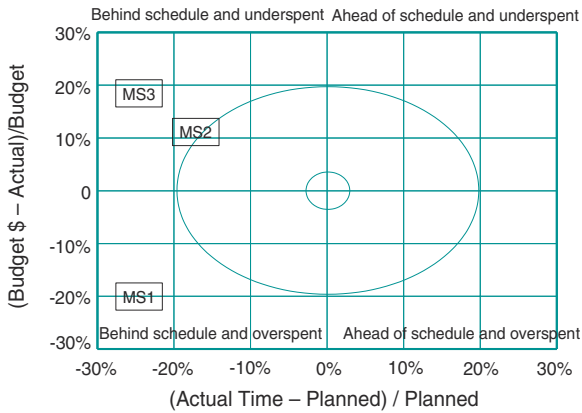 Behind schedule and underspent Ahead of schedule and underspent
30%
20%
10%
0
-10%
-20%
-30%
(Budget $ – Actual)/Budget
MS3
MS2
MS1
Behind schedule and overspent Ahead of schedule and overspent
-30% -20% -10% 0% 10% 20% 30%
(Actual Time – Planned) / Planned